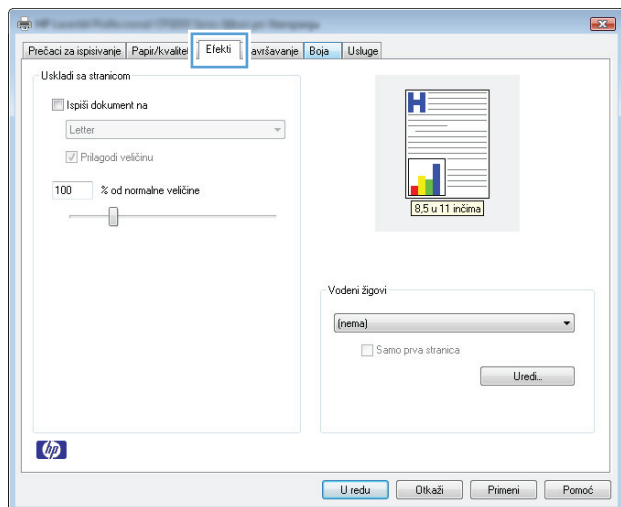 Prečaci za ispisivanje
Papir/kvalitet
Efekti
avršavanje
Boja
Usluge
Uskladi sa stranicom
Ispiši dokument na
Letter
Prilagodi veličinu
100 % od normalne veličine
H
8,5 u 11 inčima
Vodeni žigovi
(nema)
Samo prva stranica
Uredi...
hp
U redu
Otkaži
Primeni
Pomoć